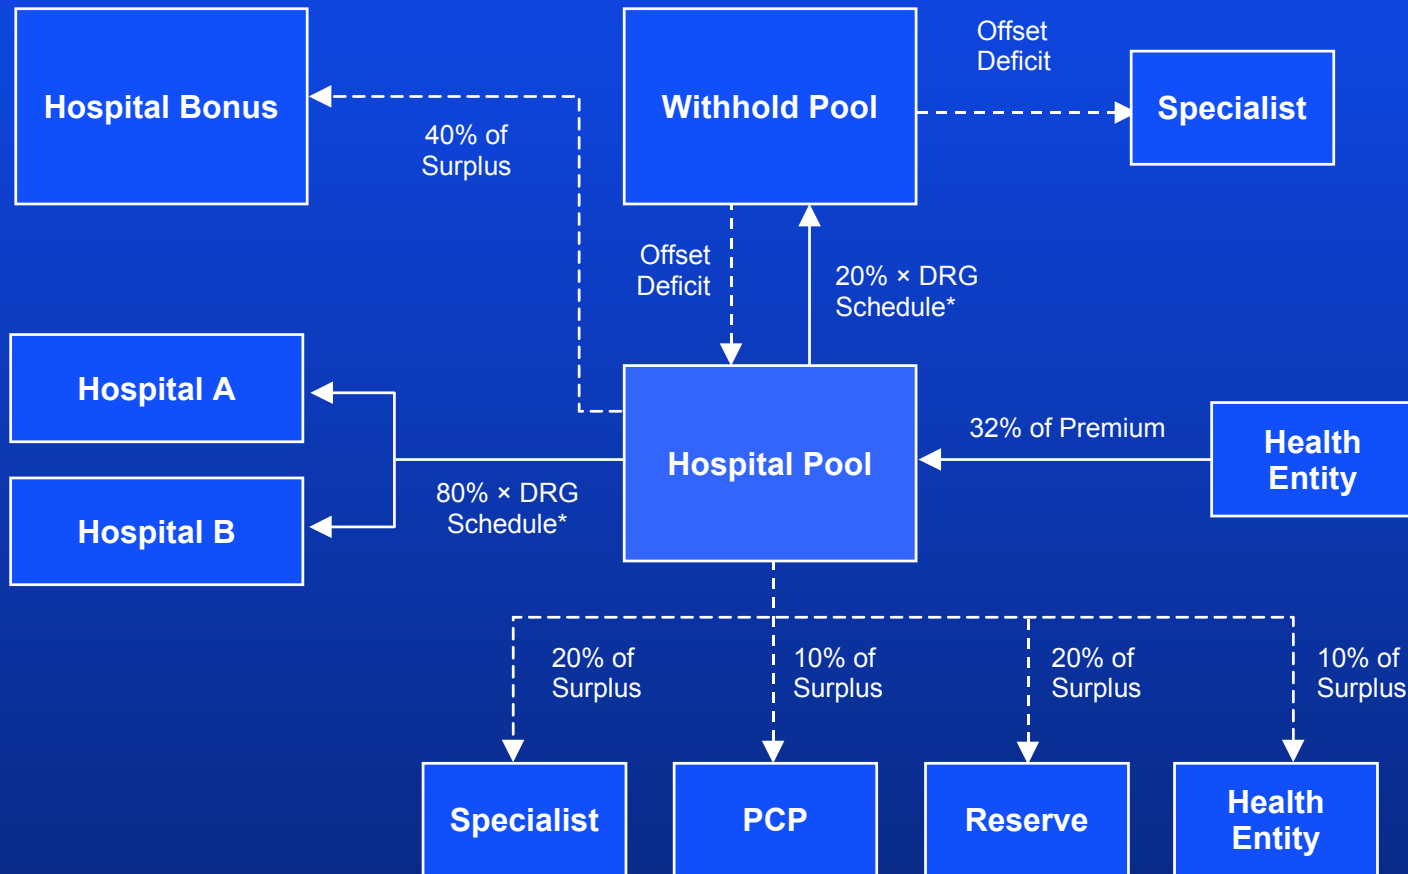 Hospital Bonus
40% of
Surplus
Withhold Pool
Offset
Deficit
Specialist
Offset
Deficit
20% × DRG
Schedule*
Hospital A
Hospital B
80% × DRG
Schedule*
Hospital Pool
32% of Premium
Health
Entity
20% of
Surplus
10% of
Surplus
20% of
Surplus
10% of
Surplus
Specialist
PCP
Reserve
Health
Entity